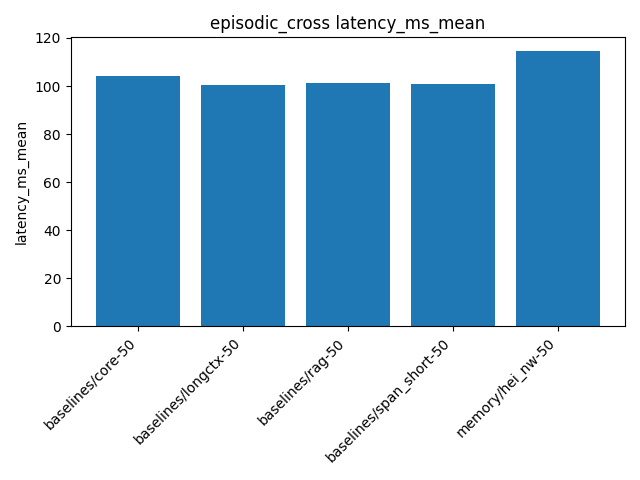 episodic_cross latency_ms_mean
latency_ms_mean
120
100
80
60
40
20
0
baselines/core-50
baselines/longctx-50
baselines/rag-50
baselines/span_short-50
memory/hei_nw-50